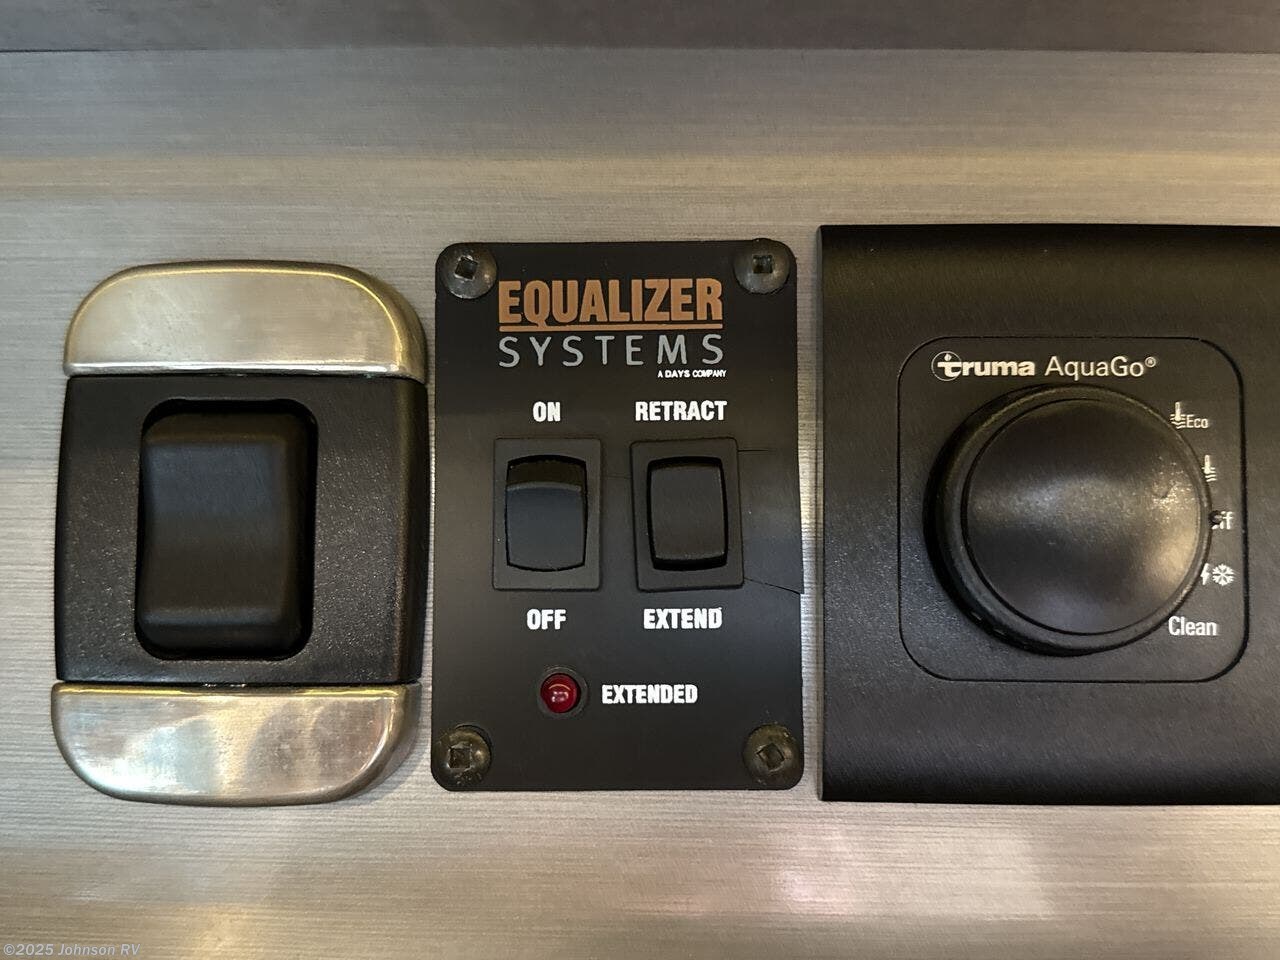 EQUALIZER
SYSTEMS
A DAYS COMPANY
ON
RETRACT
OFF
EXTEND
EXTENDED
truma AquaGo®
Eco
Clean
©2025 Johnson RV